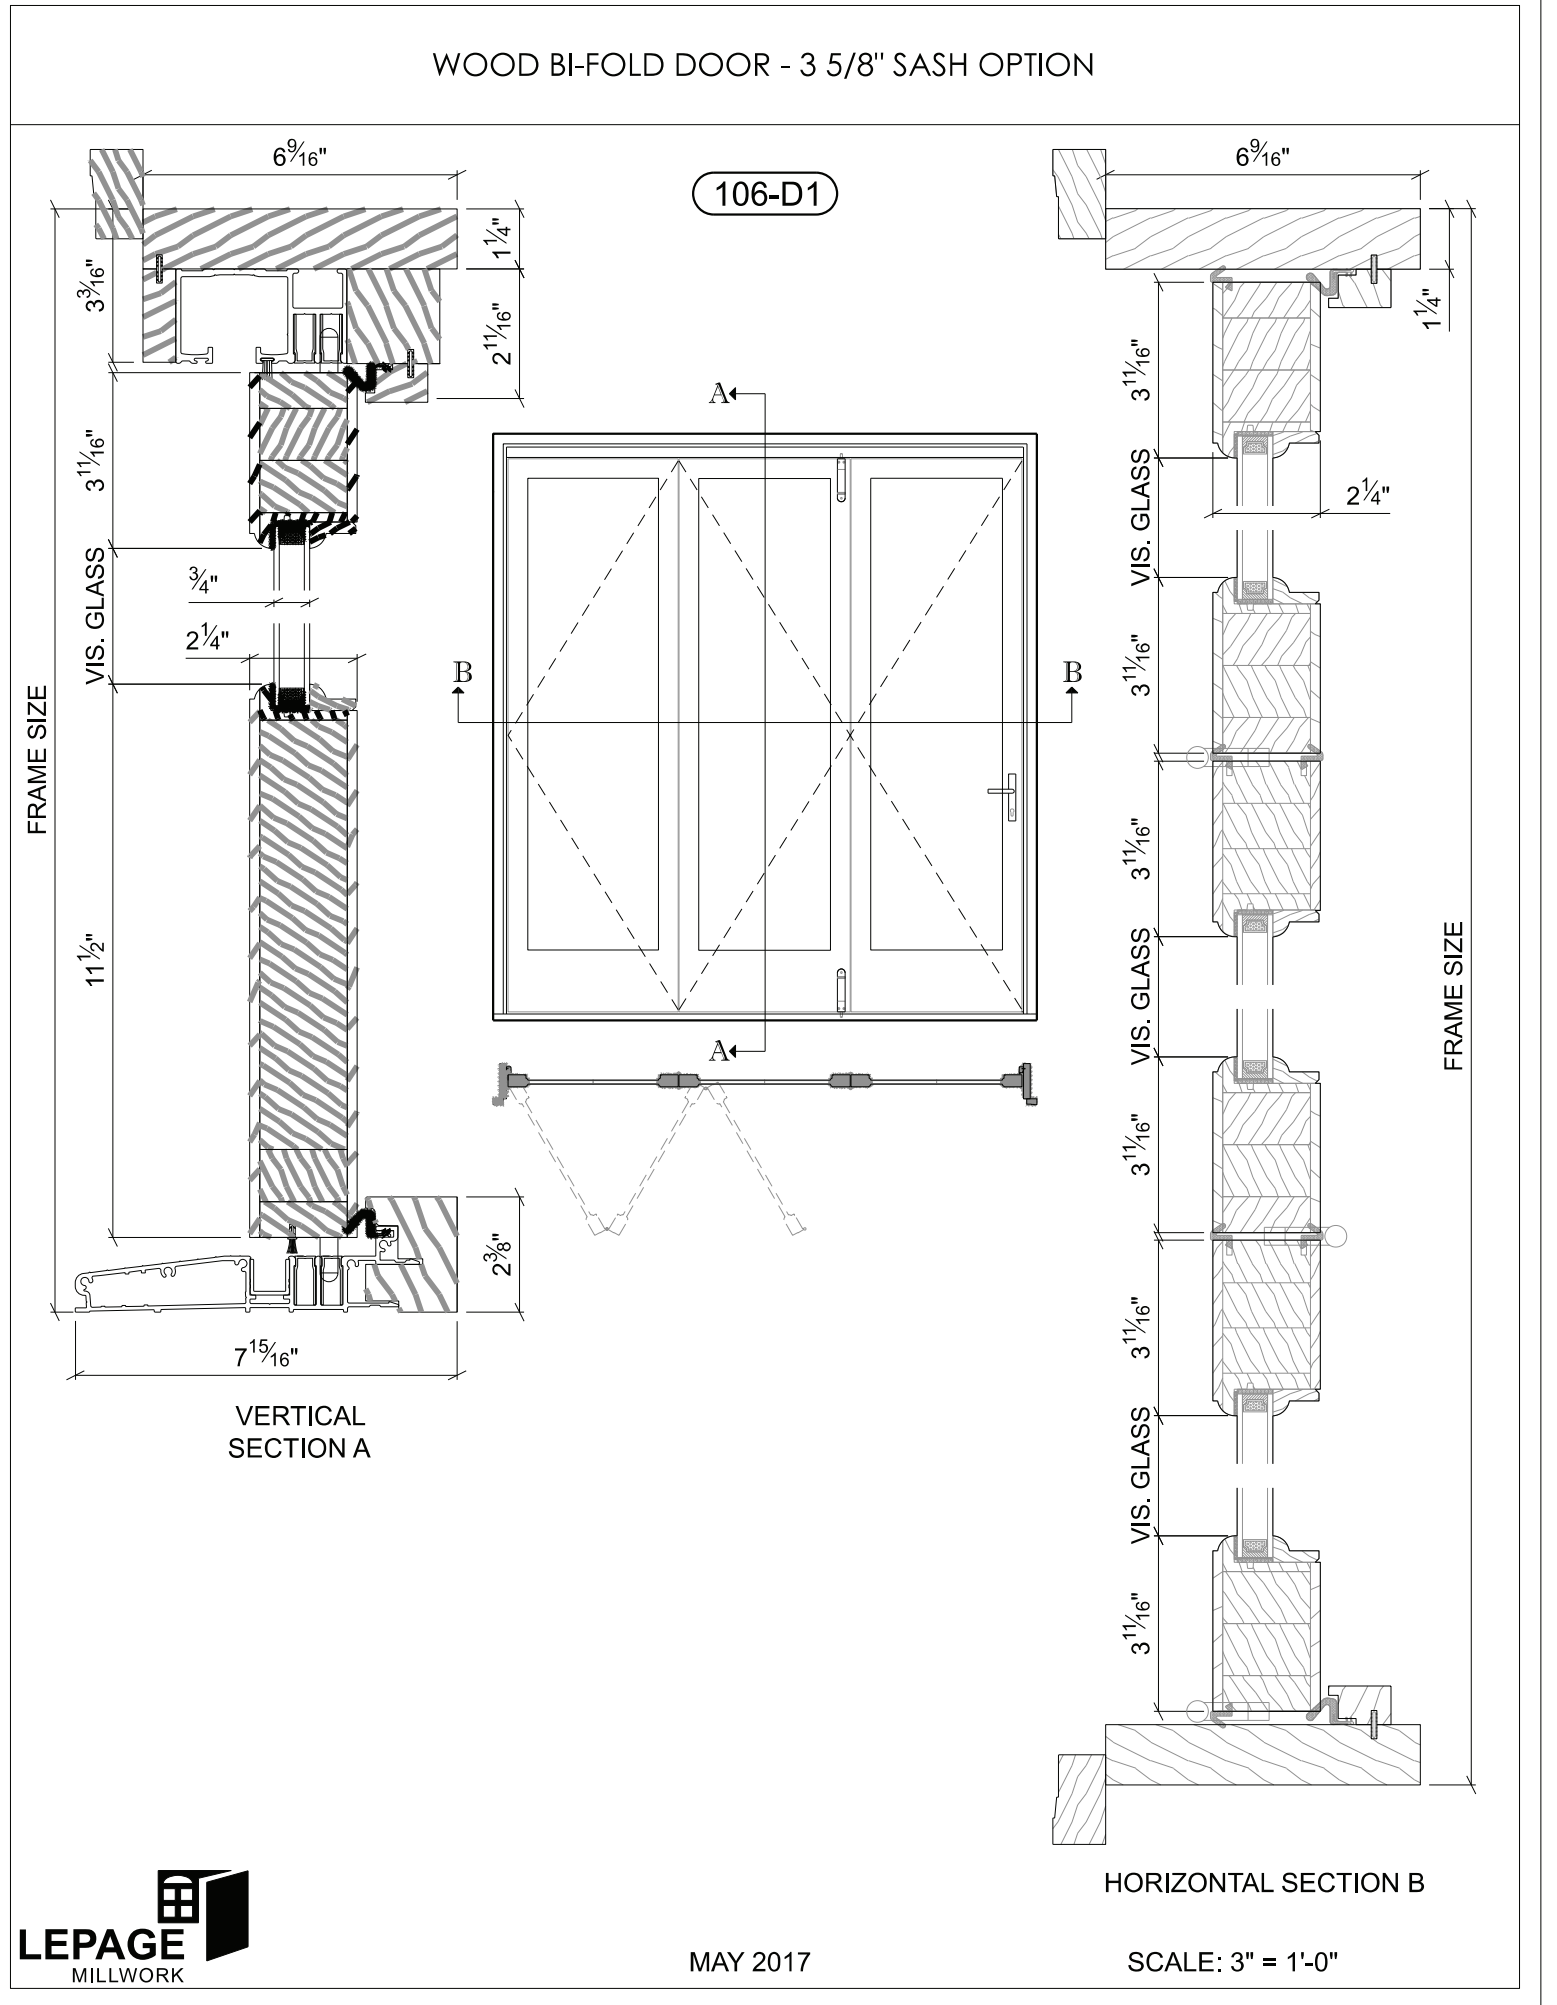 WOOD BI-FOLD DOOR - 3 5/8" SASH OPTION
6 9/16"
106-D1
6 9/16"
1 1/4"
3 3/16"
2 11/16"
1 1/4"
3 11/16"
3 11/16"
A
VIS. GLASS
2 1/4"
VIS. GLASS
3/4"
2 1/4"
B
B
3 11/16"
FRAME SIZE
3 11/16"
11 1/2"
VIS. GLASS
FRAME SIZE
A
3 11/16"
2 3/8"
3 11/16"
7 15/16"
VERTICAL
SECTION A
VIS. GLASS
3 11/16"
HORIZONTAL SECTION B
LEPAGE
MILLWORK
MAY 2017
SCALE: 3" = 1'-0"